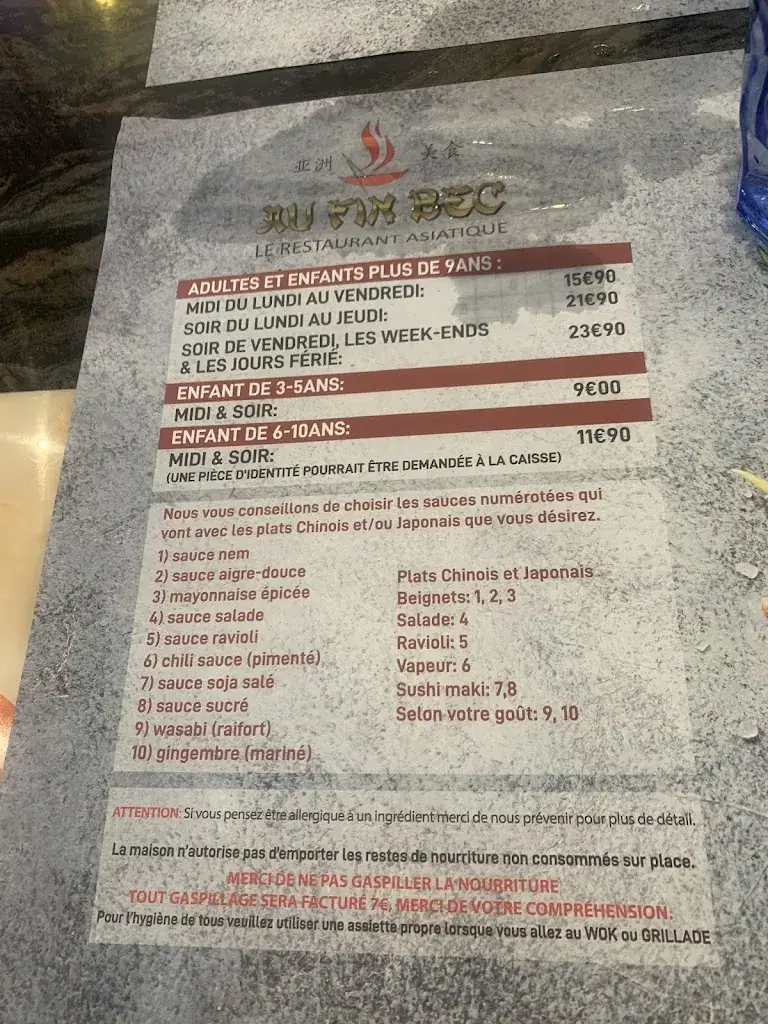 亚洲 美食
AU FIN BEC
LE RESTAURANT ASIATIQUE
ADULTES ET ENFANTS PLUS DE 9ANS :
MIDI DU LUNDI AU VENDREDI: 15€90
SOIR DU LUNDI AU JEUDI: 21€90
SOIR DE VENDREDI, LES WEEK-ENDS 23€90
& LES JOURS FÉRIÉ:
ENFANT DE 3-5ANS:
MIDI & SOIR: 9€00
ENFANT DE 6-10ANS:
MIDI & SOIR: 11€90
(UNE PIÈCE D'IDENTITÉ POURRAIT ÊTRE DEMANDÉE À LA CAISSE)
Nous vous conseillons de choisir les sauces numérotées qui
vont avec les plats Chinois et/ou Japonais que vous désirez.
1) sauce nem
2) sauce aigre-douce
3) mayonnaise épicée
4) sauce salade
5) sauce ravioli
6) chili sauce (pimenté)
7) sauce soja salé
8) sauce sucré
9) wasabi (raifort)
10) gingembre (mariné)
Plats Chinois et Japonais
Beignets: 1, 2, 3
Salade: 4
Ravioli: 5
Vapeur: 6
Sushi maki: 7,8
Selon votre goût: 9, 10
ATTENTION: Si vous pensez être allergique à un ingrédient merci de nous prévenir pour plus de détail.
La maison n'autorise pas d'emporter les restes de nourriture non consommés sur place.
MERCI DE NE PAS GASPILLER LA NOURRITURE
TOUT GASPILLAGE SERA FACTURÉ 7€, MERCI DE VOTRE COMPRÉHENSION.
Pour l'hygiène de tous veuillez utiliser une assiette propre lorsque vous allez au WOK ou GRILLADE